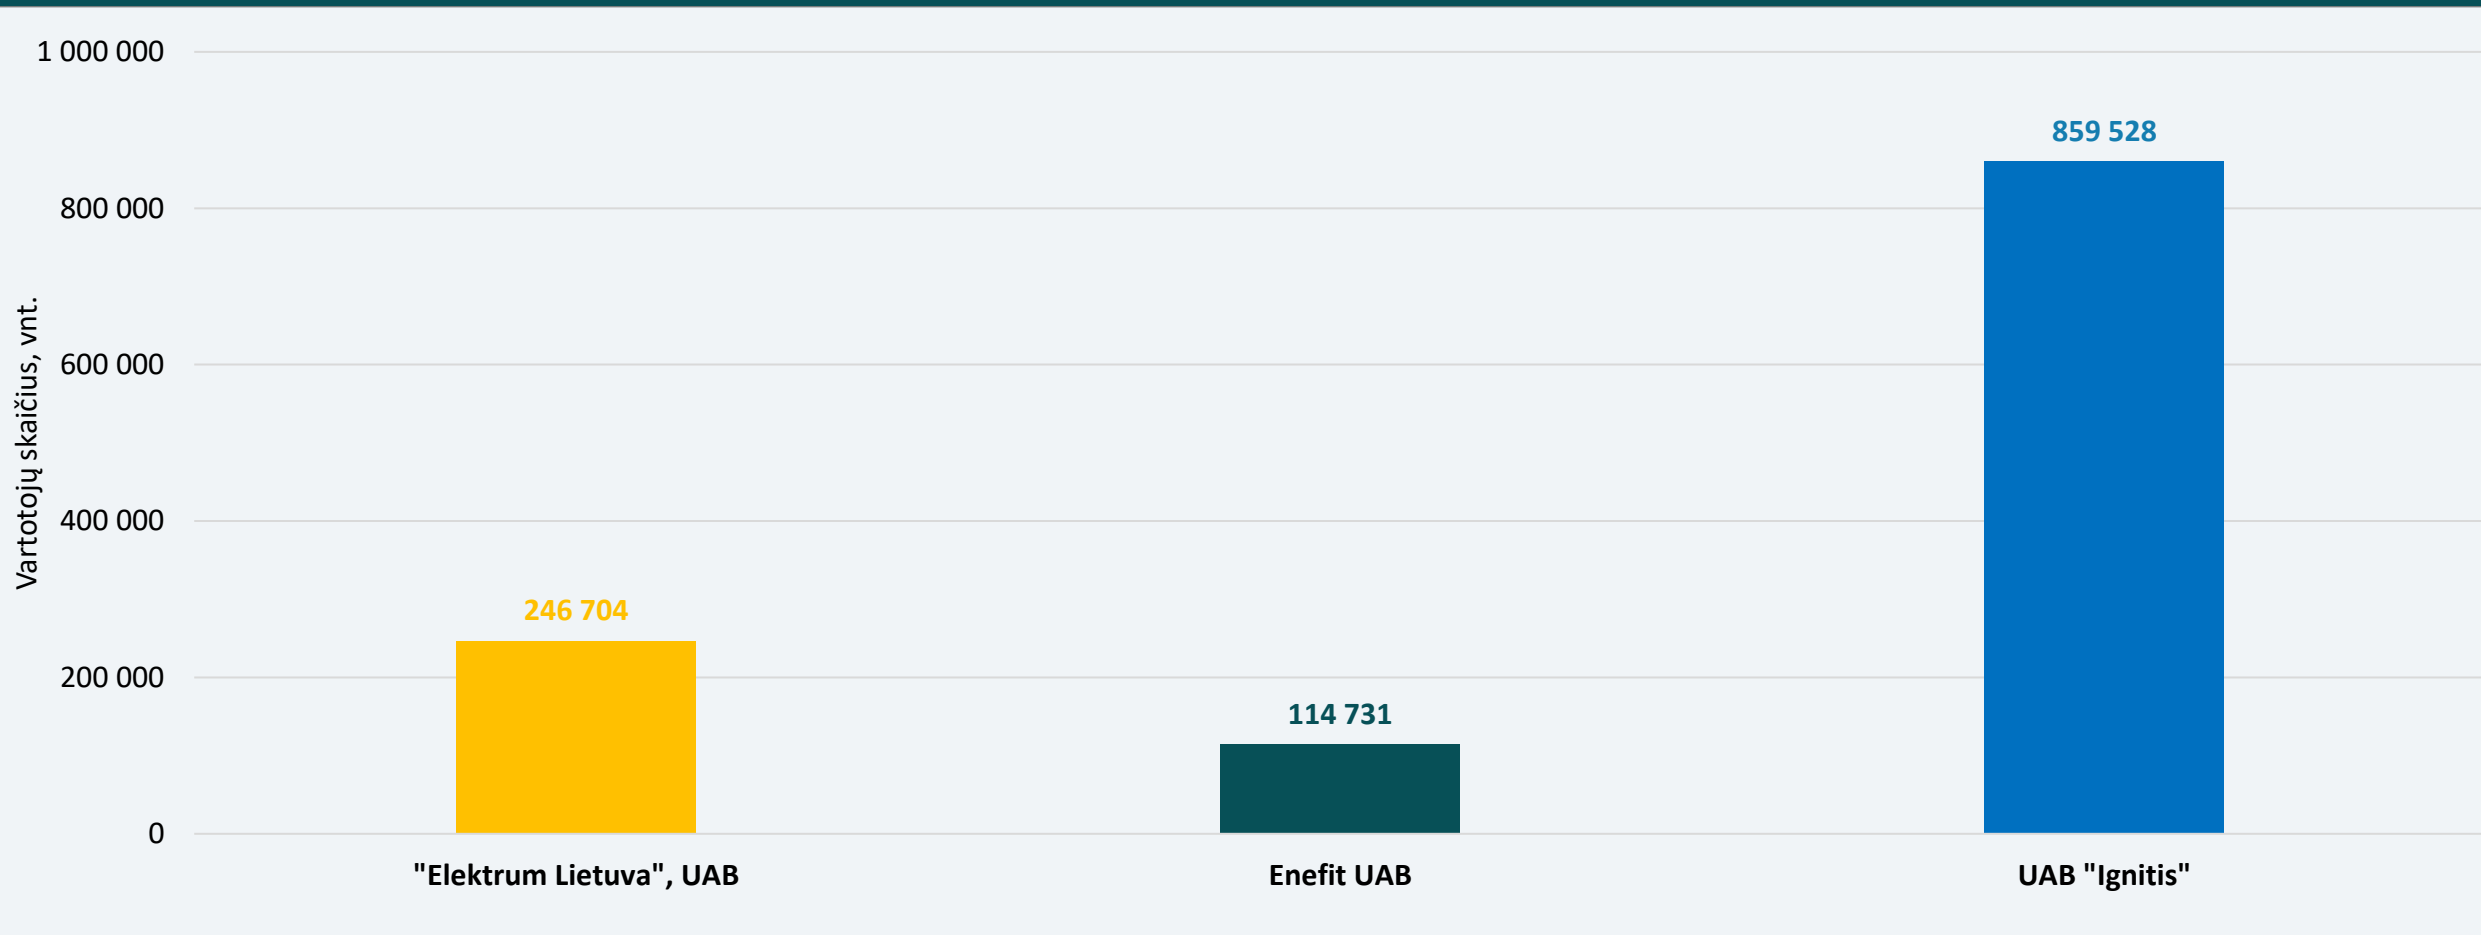 1 000 000
859 528
800 000
600 000
400 000
200 000
0
Vartotojų skaičius, vnt.
246 704
114 731
"Elektrum Lietuva", UAB
Enefit UAB
UAB "Ignitis"